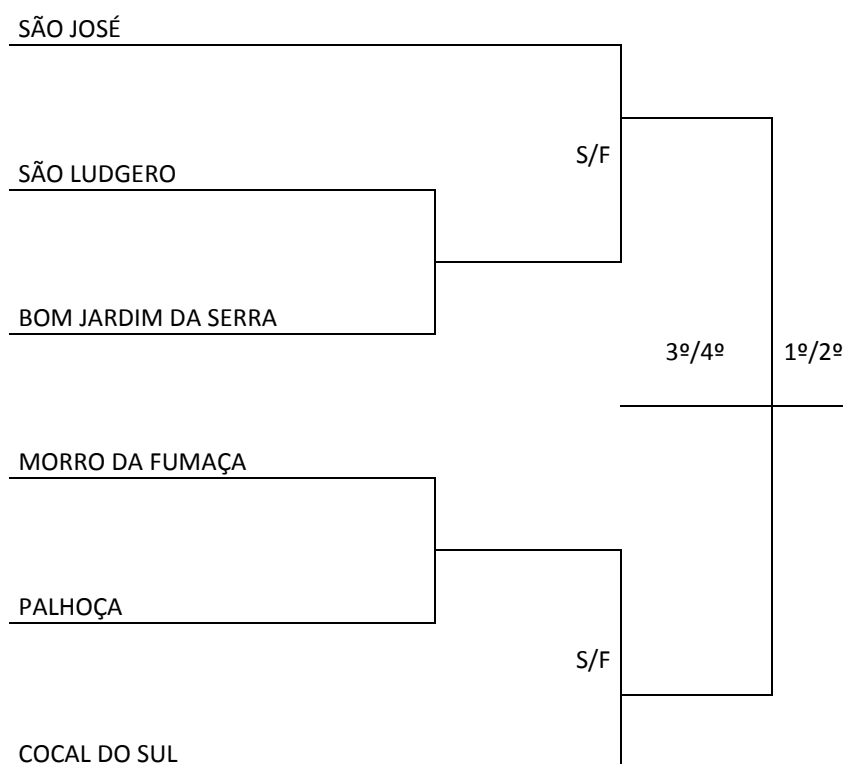 SÃO JOSÉ
S/F
SÃO LUDGERO
BOM JARDIM DA SERRA
3º/4º 1º/2º
MORRO DA FUMAÇA
PALHOÇA
S/F
COCAL DO SUL